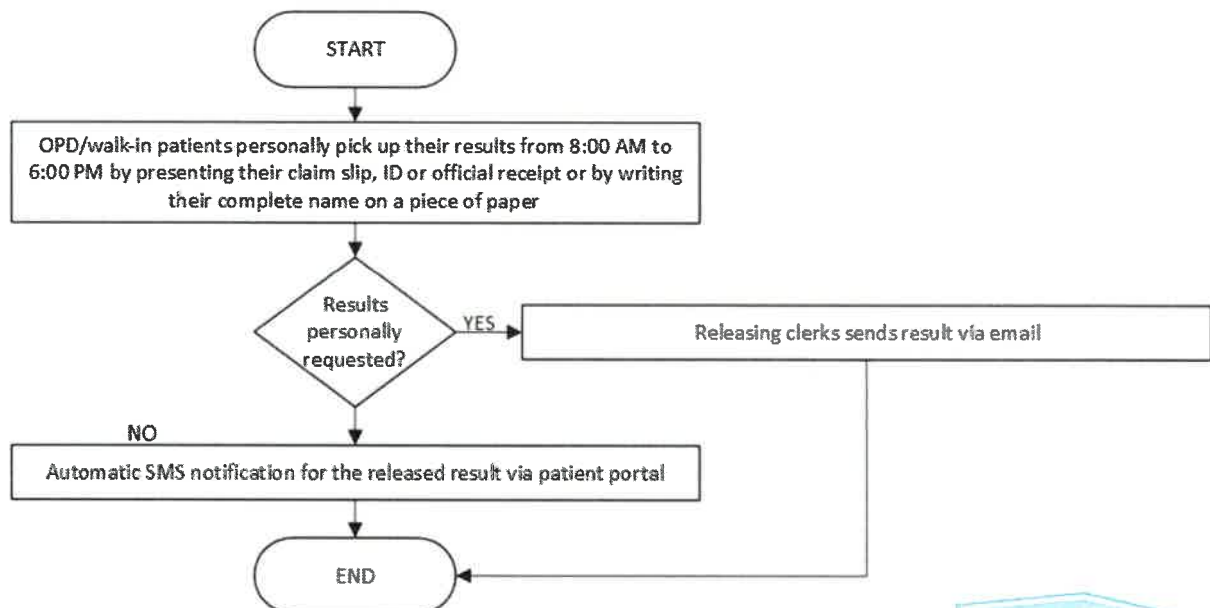 START
OPD/walk-in patients personally pick up their results from 8:00 AM to
6:00 PM by presenting their claim slip, ID or official receipt or by writing
their complete name on a piece of paper
Results
personally
requested?
YES
Releasing clerks sends result via email
NO
Automatic SMS notification for the released result via patient portal
END